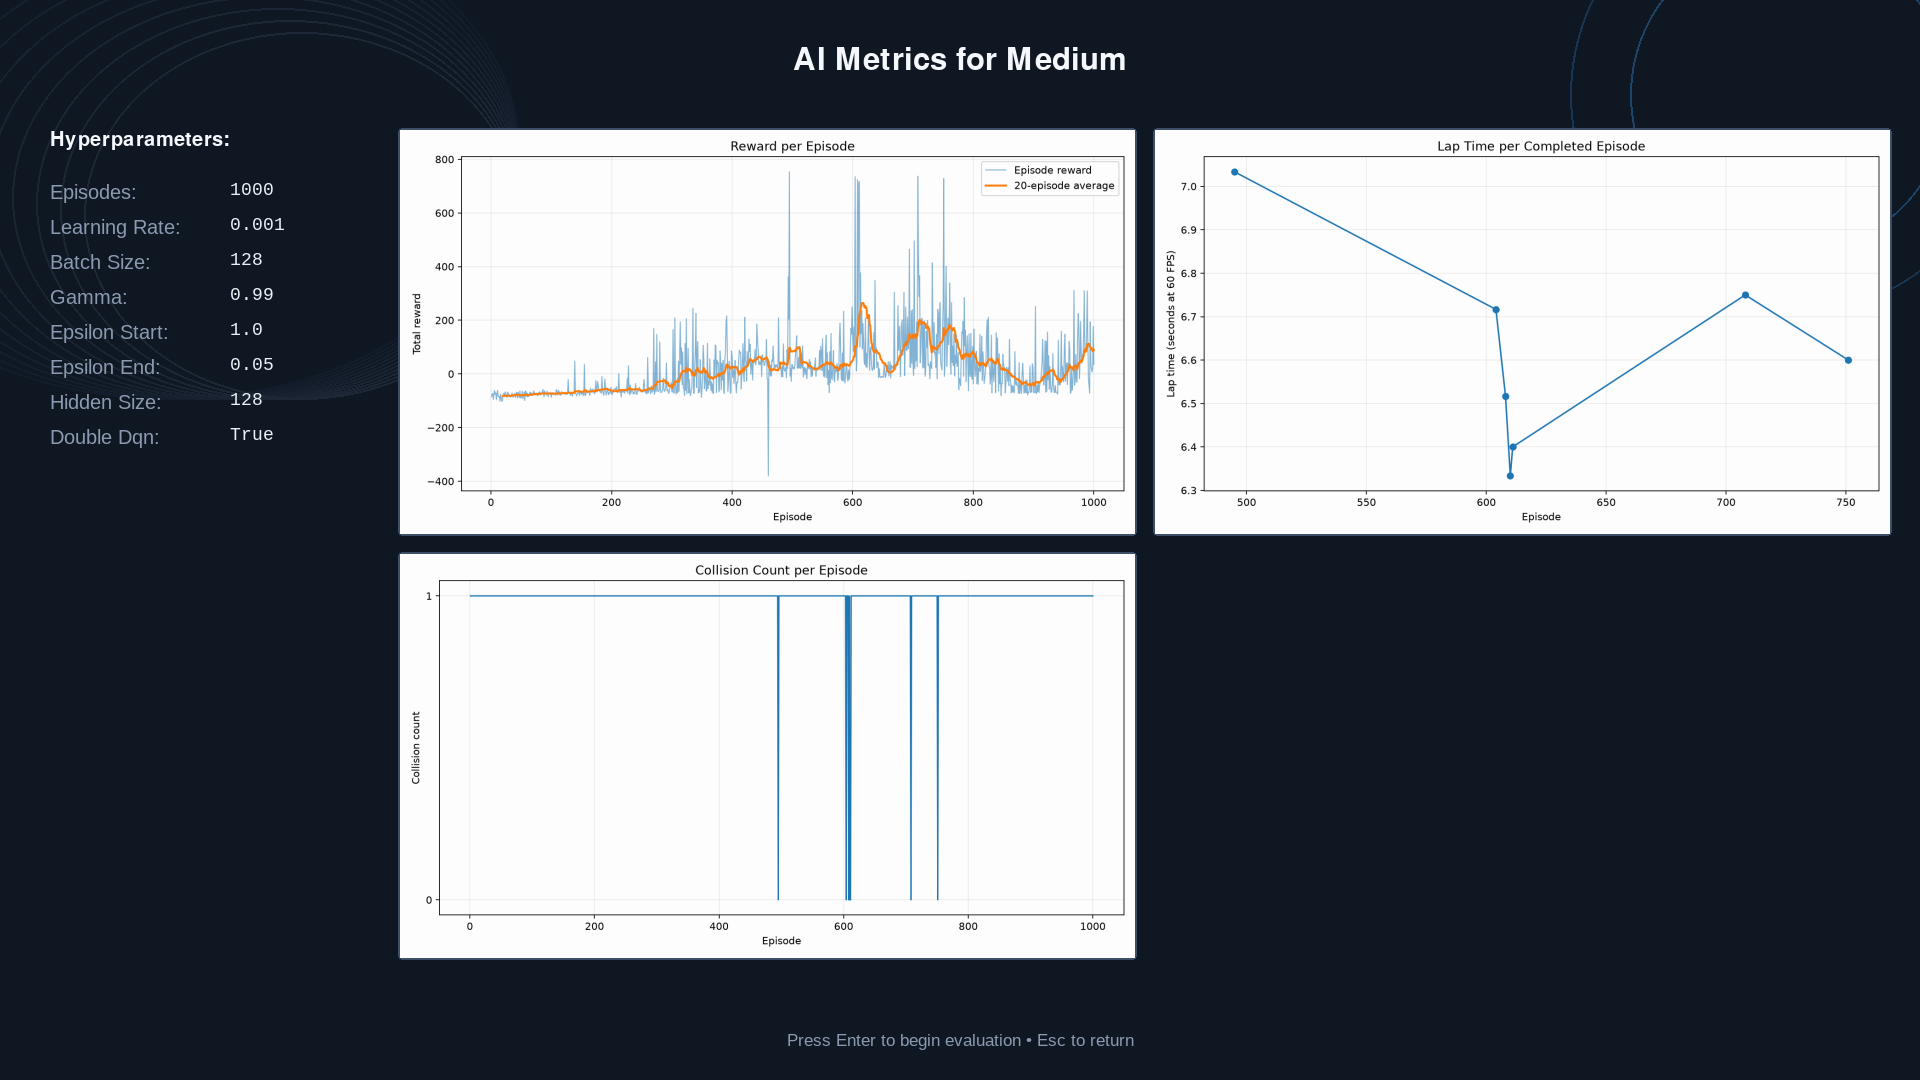 AI Metrics for Medium
Hyperparameters:
Episodes: 1000
Learning Rate: 0.001
Batch Size: 128
Gamma: 0.99
Epsilon Start: 1.0
Epsilon End: 0.05
Hidden Size: 128
Double Dqn: True
Reward per Episode
Episode reward
20-episode average
Total reward
800
600
400
200
0
−200
−400
0 200 400 600 800 1000
Episode
Lap Time per Completed Episode
Lap time (seconds at 60 FPS)
7.0
6.9
6.8
6.7
6.6
6.5
6.4
6.3
500 550 600 650 700 750
Episode
Collision Count per Episode
Collision count
1
0
0 200 400 600 800 1000
Episode
Press Enter to begin evaluation • Esc to return